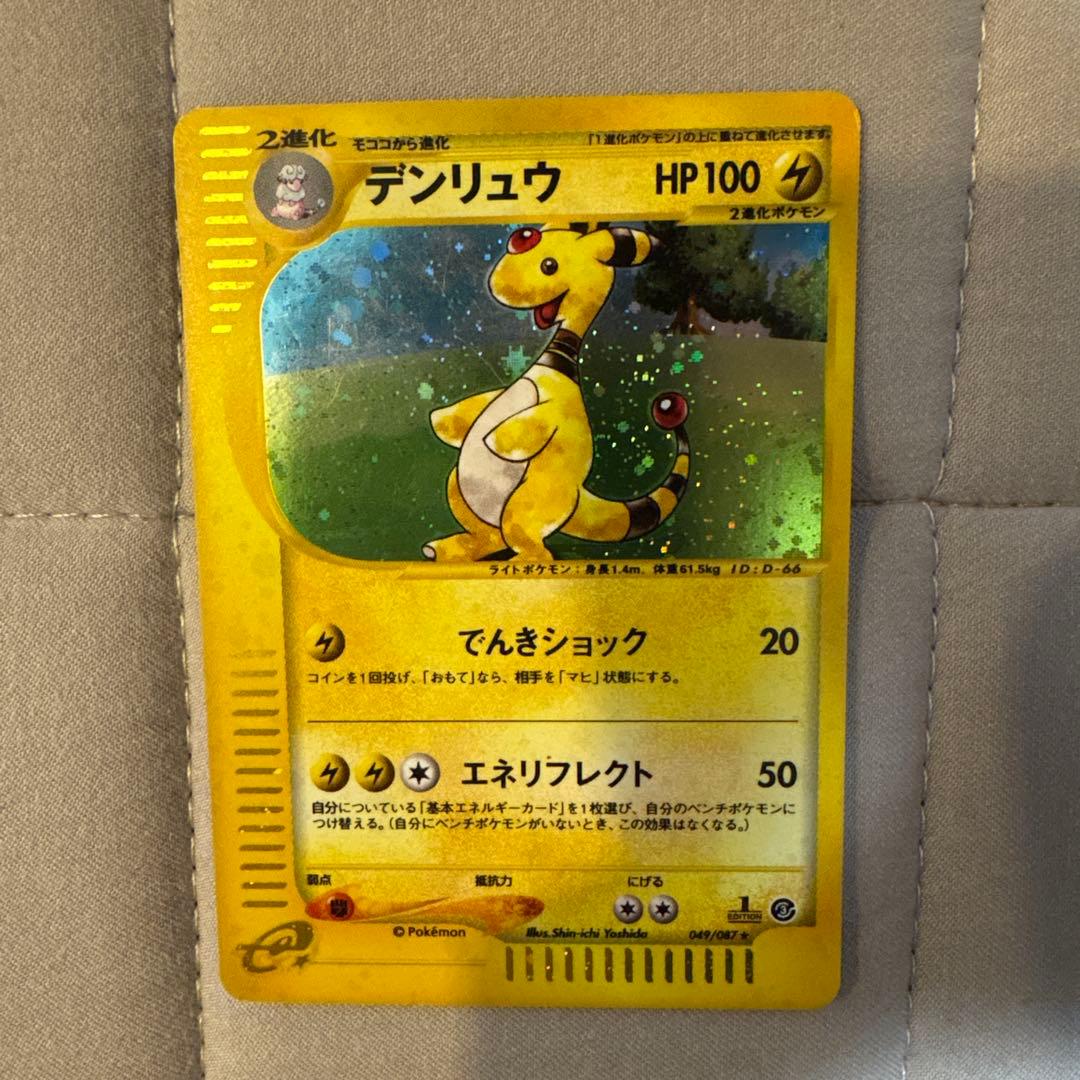 2進化 モココから進化 「1進化ポケモン」の上に重ねて進化させます。
デンリュウ HP100
2進化ポケモン
ライトポケモン：身長1.4m, 体重61.5kg ID:D-66
でんきショック 20
コインを1回投げ、「おもて」なら、相手を「マヒ」状態にする。
エネリフレクト 50
自分についている「基本エネルギーカード」を1枚選び、自分のベンチポケモンに
つけ替える。(自分にベンチポケモンがいないとき、この効果はなくなる。)
弱点 抵抗力 にげる
1 EDITION 3
©Pokémon Illus.Shin-ichi Yoshida 049/087★
e